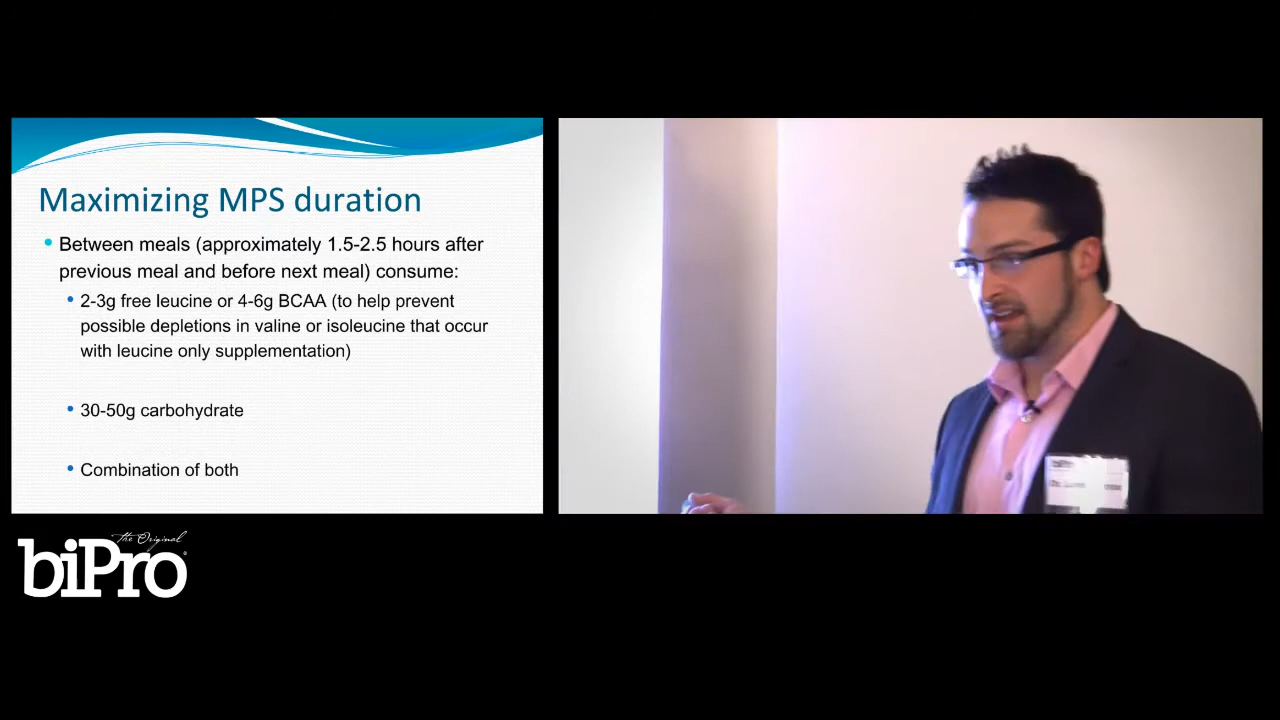 Maximizing MPS duration
• Between meals (approximately 1.5-2.5 hours after
previous meal and before next meal) consume:
• 2-3g free leucine or 4-6g BCAA (to help prevent
possible depletions in valine or isoleucine that occur
with leucine only supplementation)
• 30-50g carbohydrate
• Combination of both
The Original
biPro